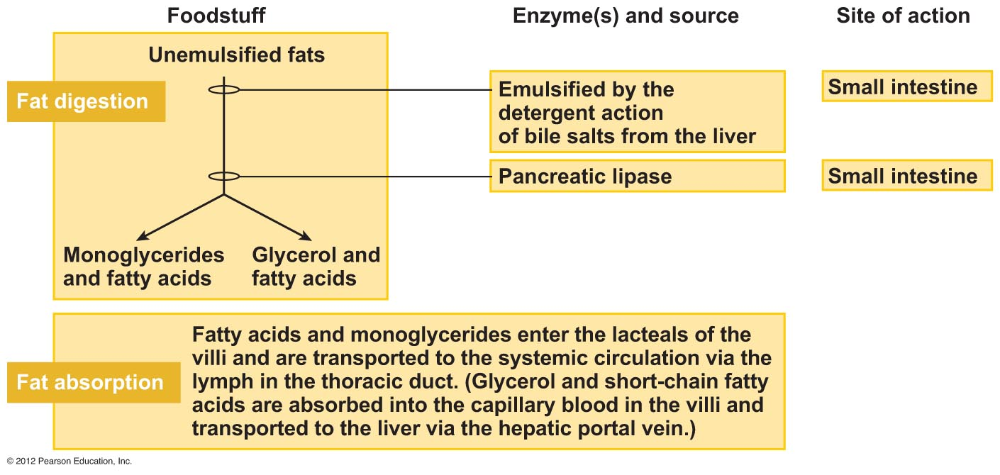 Foodstuff
Enzyme(s) and source
Site of action
Unemulsified fats
Fat digestion
Emulsified by the
detergent action
of bile salts from the liver
Small intestine
Pancreatic lipase
Small intestine
Monoglycerides
and fatty acids
Glycerol and
fatty acids
Fat absorption
Fatty acids and monoglycerides enter the lacteals of the
villi and are transported to the systemic circulation via the
lymph in the thoracic duct. (Glycerol and short-chain fatty
acids are absorbed into the capillary blood in the villi and
transported to the liver via the hepatic portal vein.)
© 2012 Pearson Education, Inc.